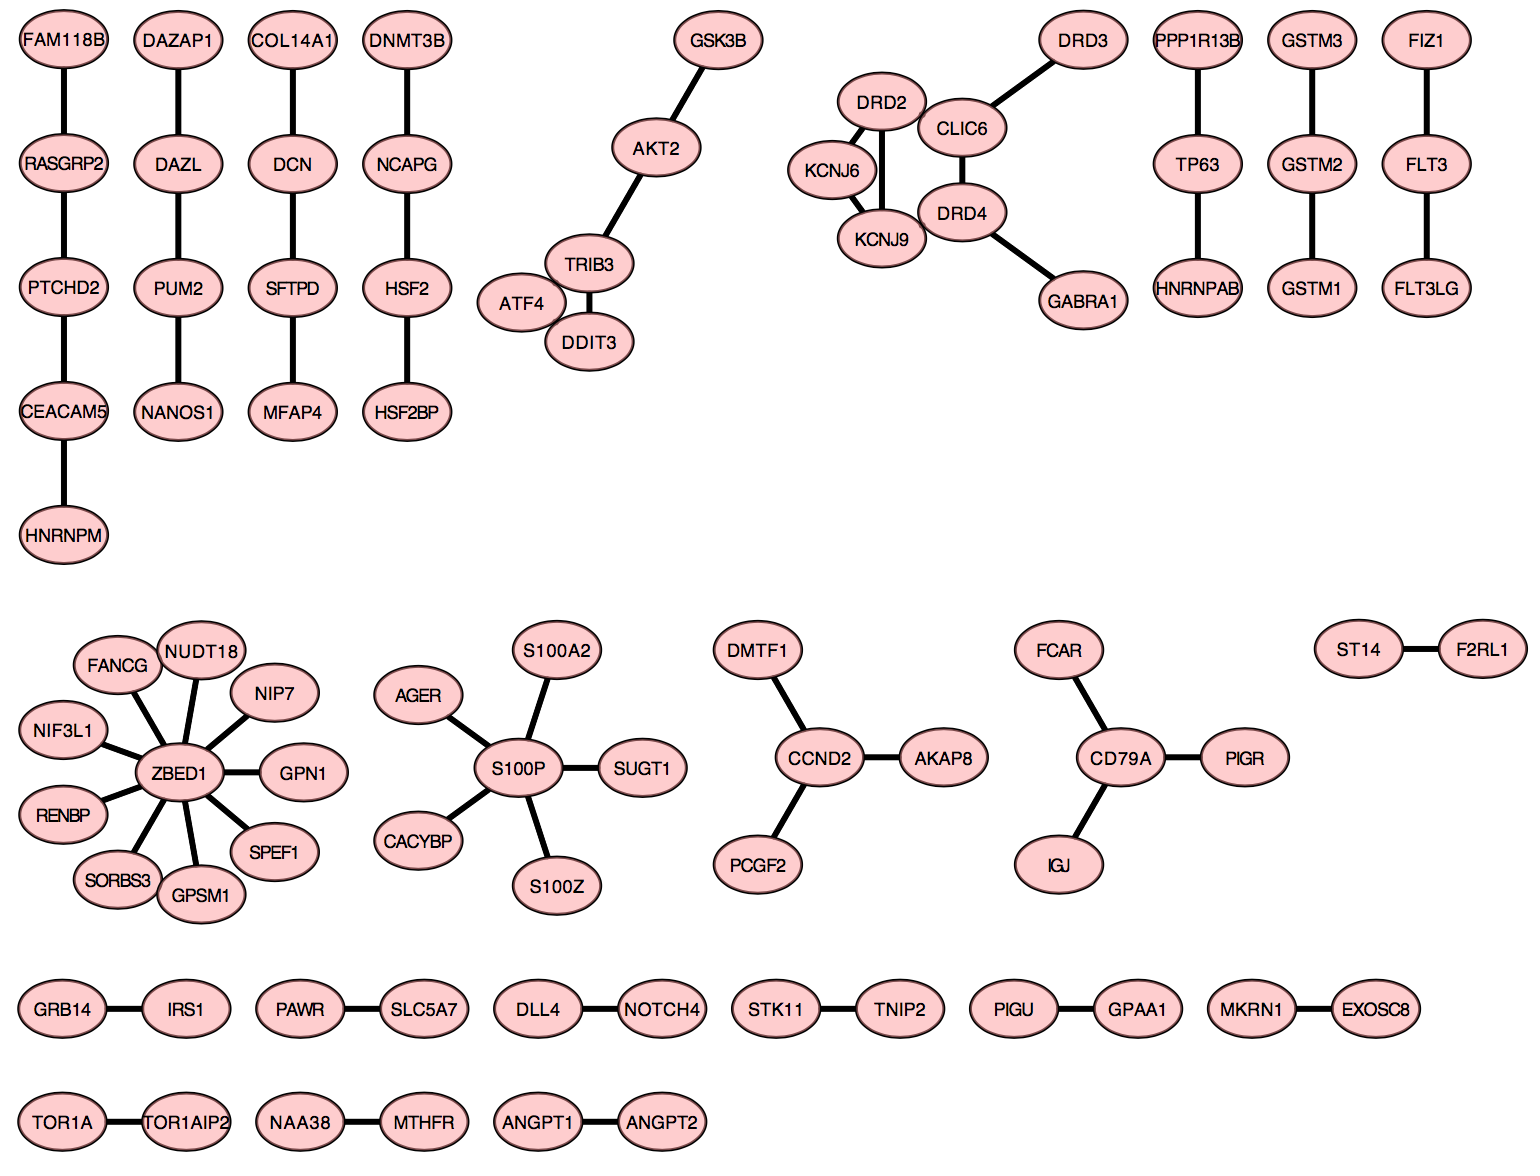 FAM118B
DAZAP1
COL14A1
DNMT3B
GSK3B
DRD3
PPP1R13B
GSTM3
FIZ1
DRD2
CLIC6
AKT2
RASGRP2
DAZL
DCN
NCAPG
KCNJ6
TP63
GSTM2
FLT3
DRD4
KCNJ9
TRIB3
PTCHD2
PUM2
SFTPD
HSF2
ATF4
GABRA1
HNRNPAB
GSTM1
FLT3LG
DDIT3
CEACAM5
NANOS1
MFAP4
HSF2BP
HNRNPM
FANCG
NUDT18
S100A2
DMTF1
FCAR
ST14
F2RL1
NIP7
AGER
NIF3L1
ZBED1
GPN1
S100P
SUGT1
CCND2
AKAP8
CD79A
PIGR
RENBP
SPEF1
CACYBP
SORBS3
GPSM1
S100Z
PCGF2
IGJ
GRB14
IRS1
PAWR
SLC5A7
DLL4
NOTCH4
STK11
TNIP2
PIGU
GPAA1
MKRN1
EXOSC8
TOR1A
TOR1AIP2
NAA38
MTHFR
ANGPT1
ANGPT2